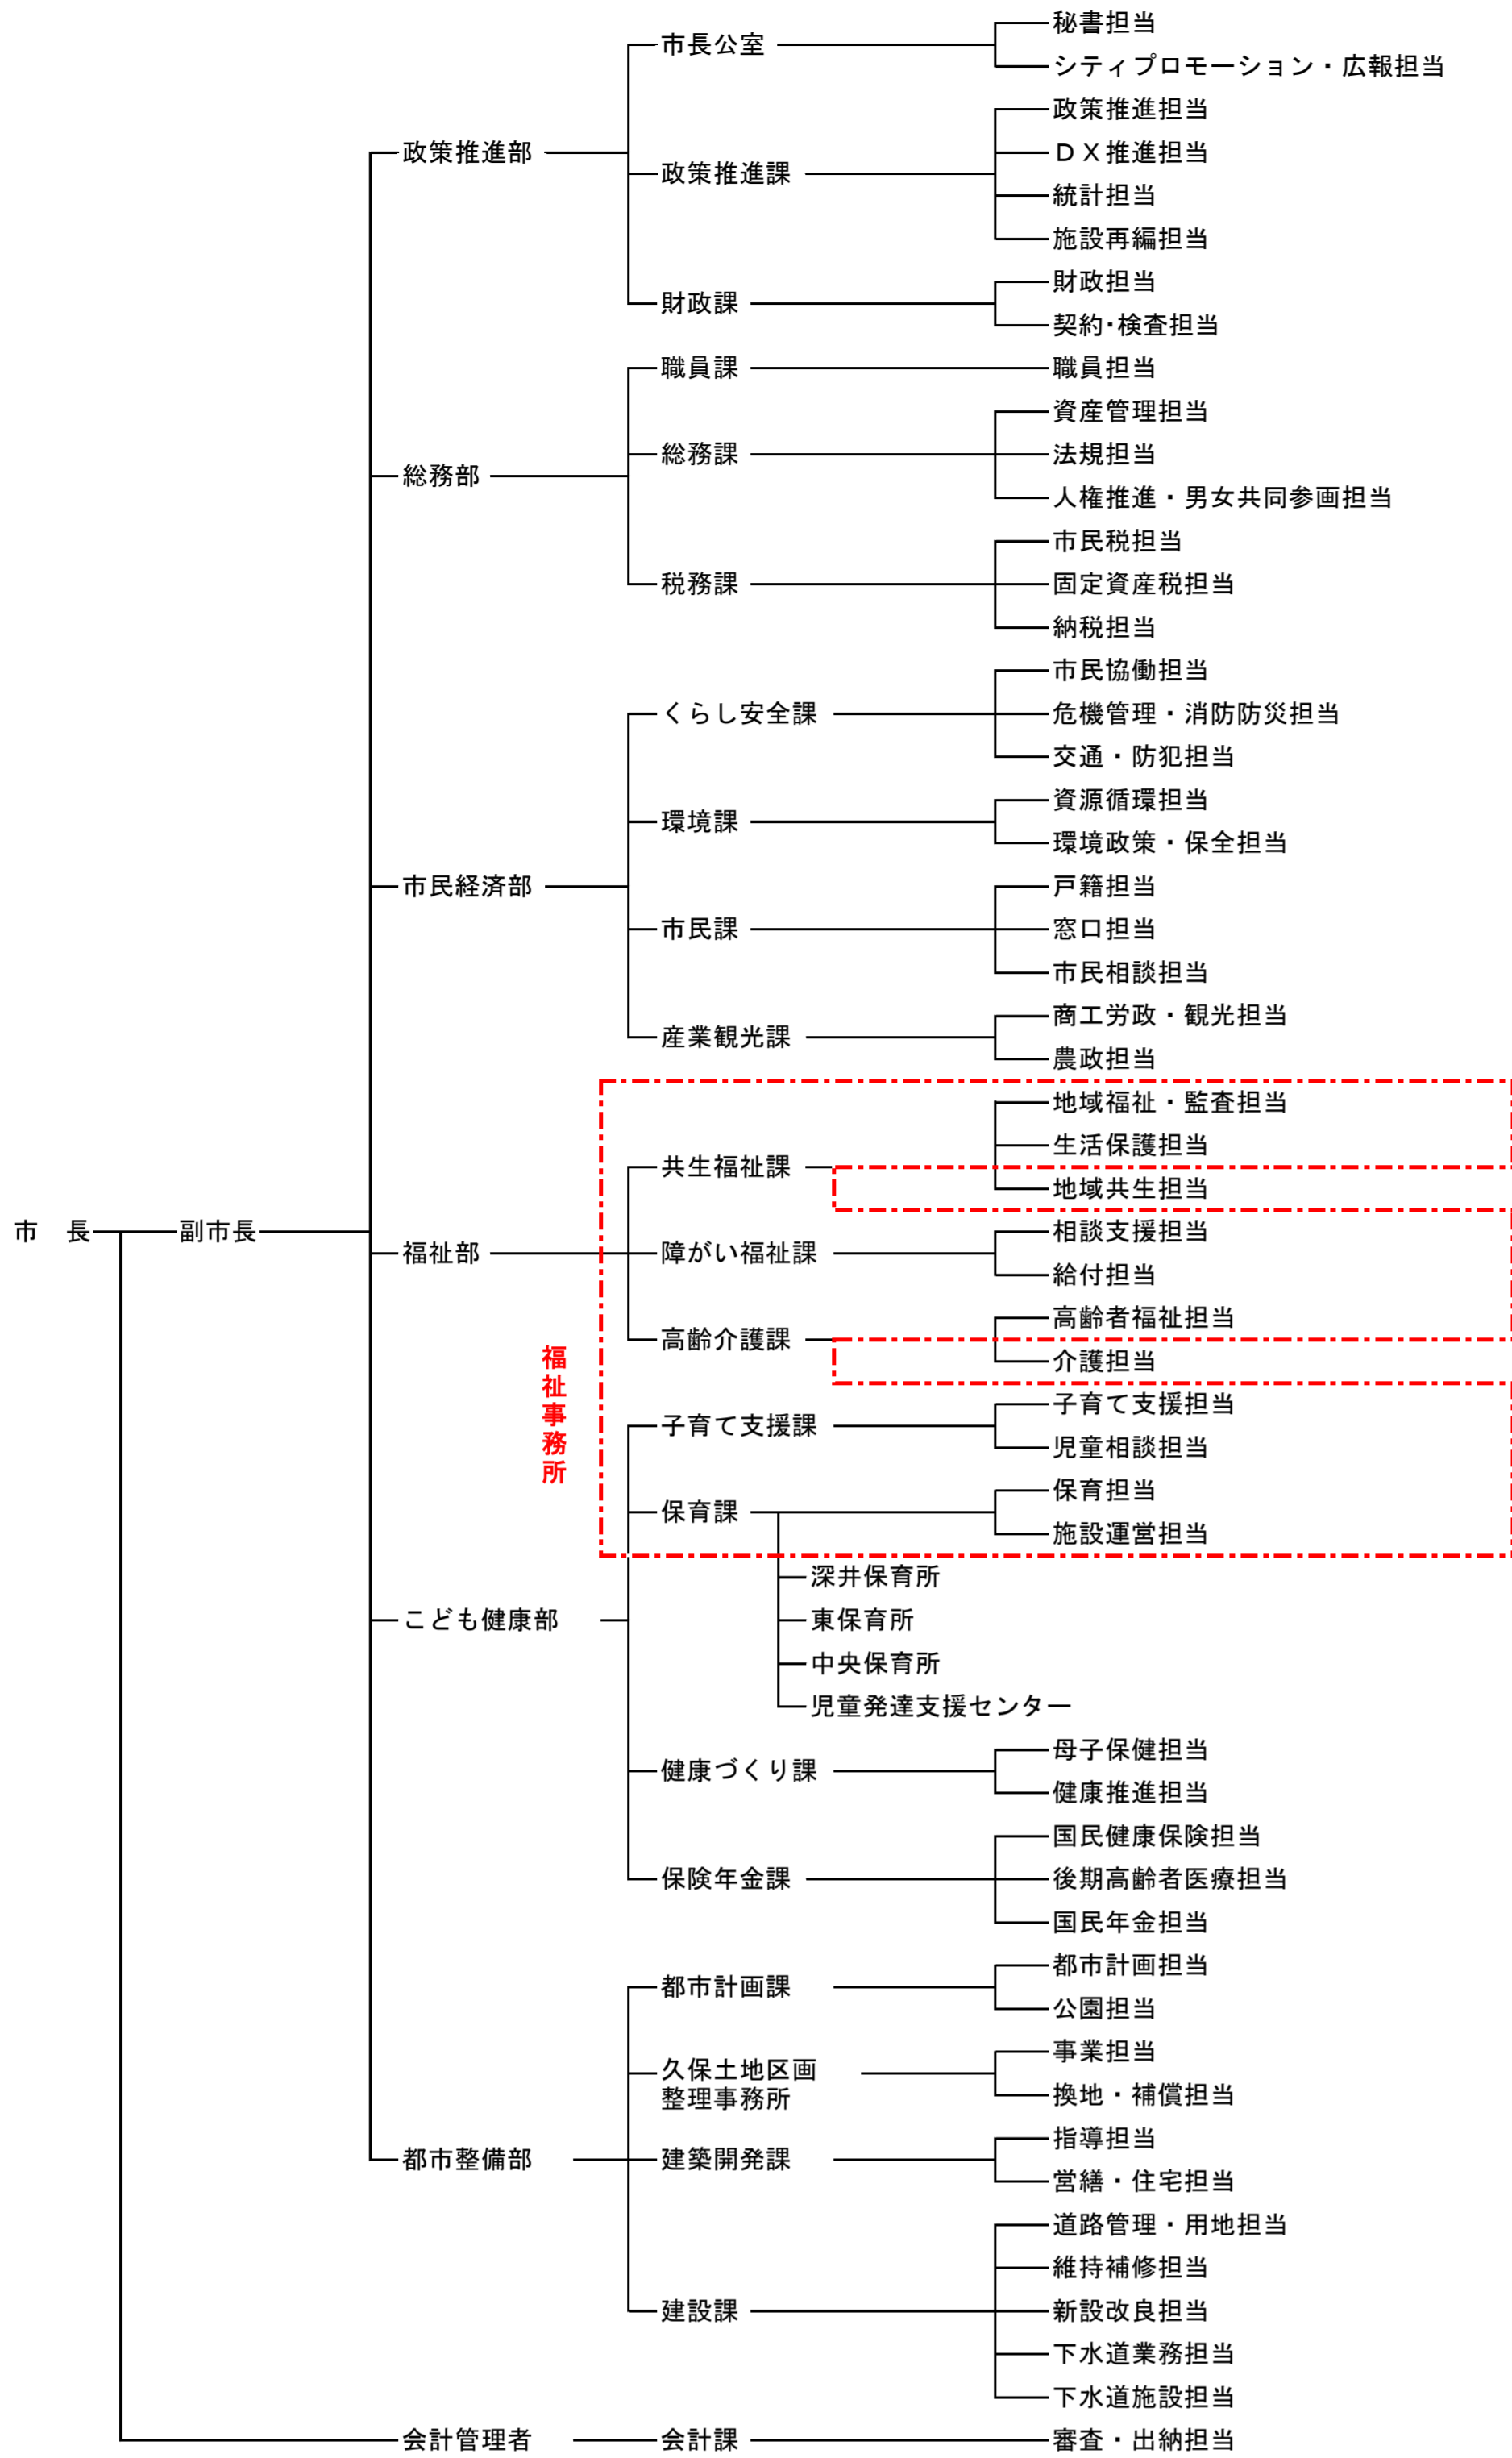 秘書担当
市長公室
シティプロモーション・広報担当
政策推進担当
政策推進部
ＤＸ推進担当
政策推進課
統計担当
施設再編担当
財政担当
財政課
契約・検査担当
職員課
職員担当
資産管理担当
総務課
法規担当
総務部
人権推進・男女共同参画担当
市民税担当
税務課
固定資産税担当
納税担当
市民協働担当
くらし安全課
危機管理・消防防災担当
交通・防犯担当
資源循環担当
環境課
環境政策・保全担当
市民経済部
戸籍担当
市民課
窓口担当
市民相談担当
商工労政・観光担当
産業観光課
農政担当
地域福祉・監査担当
生活保護担当
共生福祉課
地域共生担当
市　長
副市長
相談支援担当
福祉部
障がい福祉課
給付担当
高齢者福祉担当
高齢介護課
介護担当
福祉事務所
子育て支援担当
子育て支援課
児童相談担当
保育担当
保育課
施設運営担当
深井保育所
こども健康部
東保育所
中央保育所
児童発達支援センター
母子保健担当
健康づくり課
健康推進担当
国民健康保険担当
保険年金課
後期高齢者医療担当
国民年金担当
都市計画担当
都市計画課
公園担当
事業担当
久保土地区画
整理事務所
換地・補償担当
指導担当
都市整備部
建築開発課
営繕・住宅担当
道路管理・用地担当
維持補修担当
建設課
新設改良担当
下水道業務担当
下水道施設担当
会計管理者
会計課
審査・出納担当